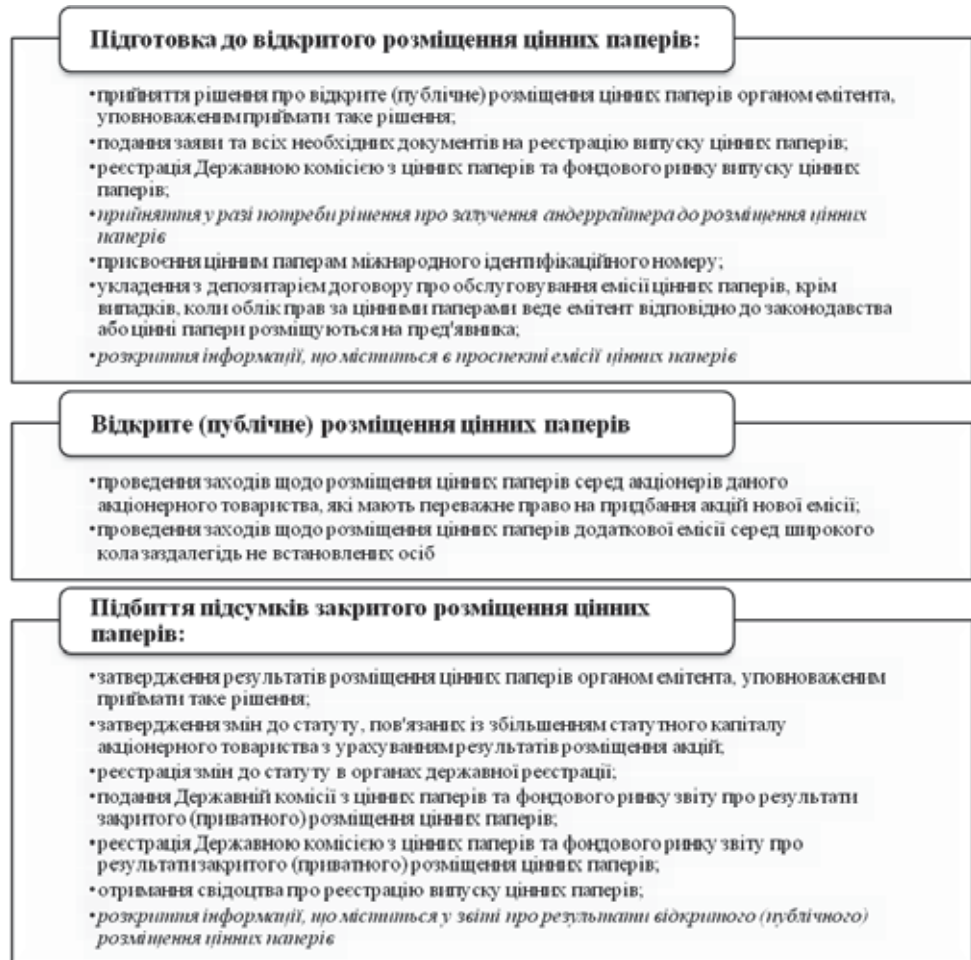 Підготовка до відкритого розміщення цінних паперів:
•прийняття рішення про відкрите (публічне) розміщення цінних паперів органом емітента,
уповноваженим приймати таке рішення;
•подання заяви та всіх необхідних документів на реєстрацію випуску цінних паперів;
•реєстрація Державною комісією з цінних паперів та фондового ринку випуску цінних
паперів;
•прийняття у разі потреби рішення про залучення андеррайтера до розміщення цінних
паперів
•присвоєння цінним паперам міжнародного ідентифікаційного номеру;
•укладення з депозитарієм договору про обслуговування емісії цінних паперів, крім
випадків, коли облік прав за цінними паперами веде емітент відповідно до законодавства
або цінні папери розміщуються на пред'явника;
•розкриття інформації, що міститься в проспекті емісії цінних паперів
Відкрите (публічне) розміщення цінних паперів
•проведення заходів щодо розміщення цінних паперів серед акціонерів даного
акціонерного товариства, які мають переважне право на придбання акцій нової емісії;
•проведення заходів щодо розміщення цінних паперів додаткової емісії серед широкого
кола заздалегідь не встановлених осіб
Підбиття підсумків закритого розміщення цінних
паперів:
•затвердження результатів розміщення цінних паперів органом емітента, уповноваженим
приймати таке рішення;
•затвердження змін до статуту, пов'язаних із збільшенням статутного капіталу
акціонерного товариства з урахуванням результатів розміщення акцій;
•реєстрація змін до статуту в органах державної реєстрації;
•подання Державній комісії з цінних паперів та фондового ринку звіту про результати
закритого (приватного) розміщення цінних паперів;
•реєстрація Державною комісією з цінних паперів та фондового ринку звіту про
результати закритого (приватного) розміщення цінних паперів;
•отримання свідоцтва про реєстрацію випуску цінних паперів;
•розкриття інформації, що міститься у звіті про результати відкритого (публічного)
розміщення цінних паперів